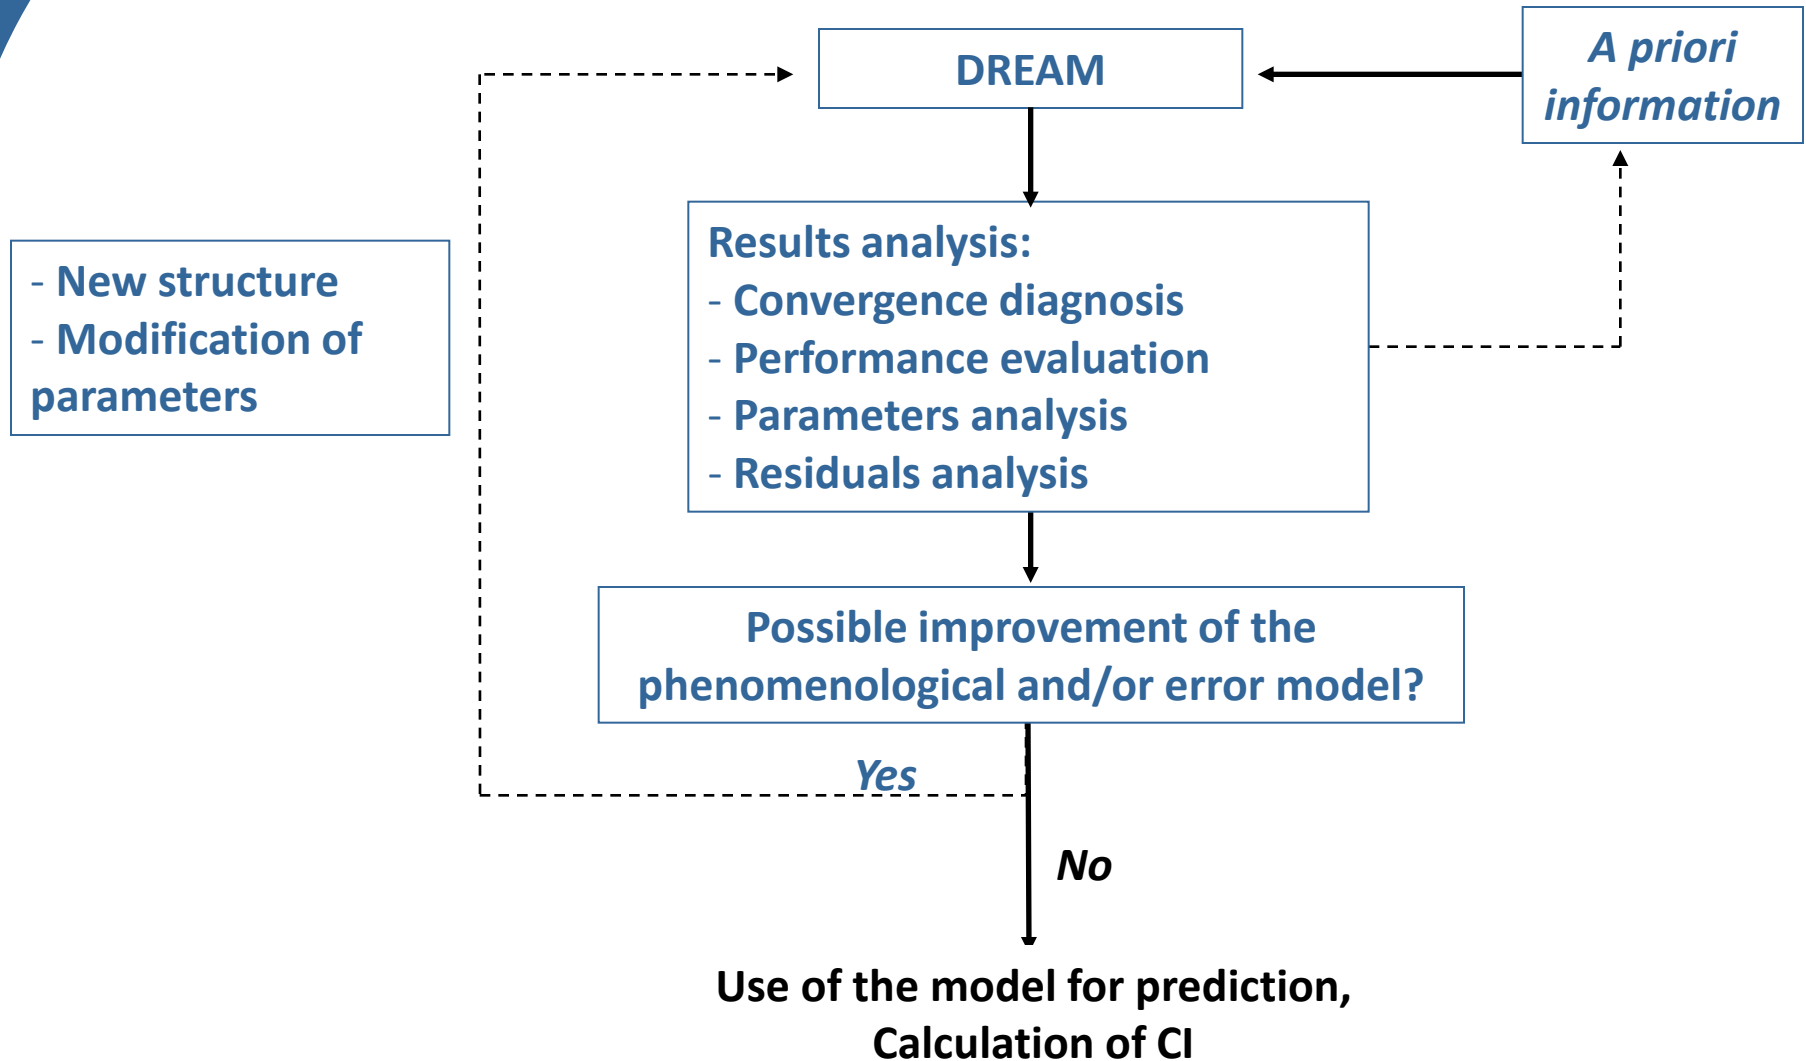 DREAM
A priori
information
- New structure
- Modification of
parameters
Results analysis:
- Convergence diagnosis
- Performance evaluation
- Parameters analysis
- Residuals analysis
Possible improvement of the
phenomenological and/or error model?
Yes
No
Use of the model for prediction,
Calculation of CI